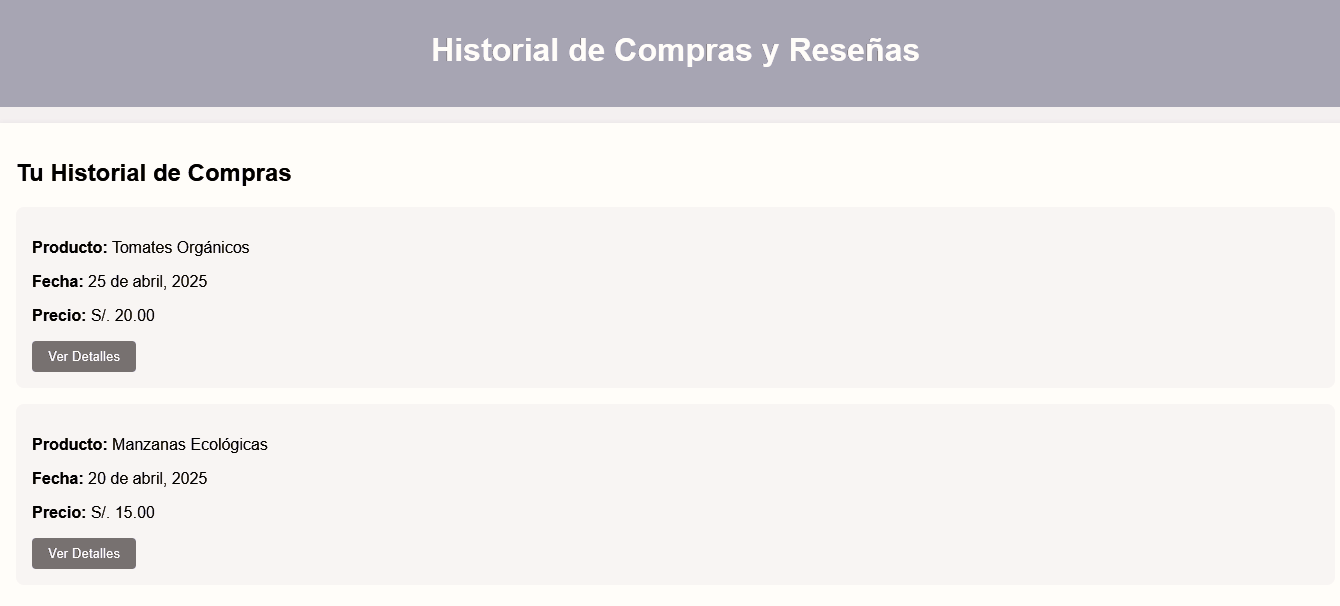 Historial de Compras y Reseñas
Tu Historial de Compras
Producto: Tomates Orgánicos
Fecha: 25 de abril, 2025
Precio: S/. 20.00
Ver Detalles
Producto: Manzanas Ecológicas
Fecha: 20 de abril, 2025
Precio: S/. 15.00
Ver Detalles